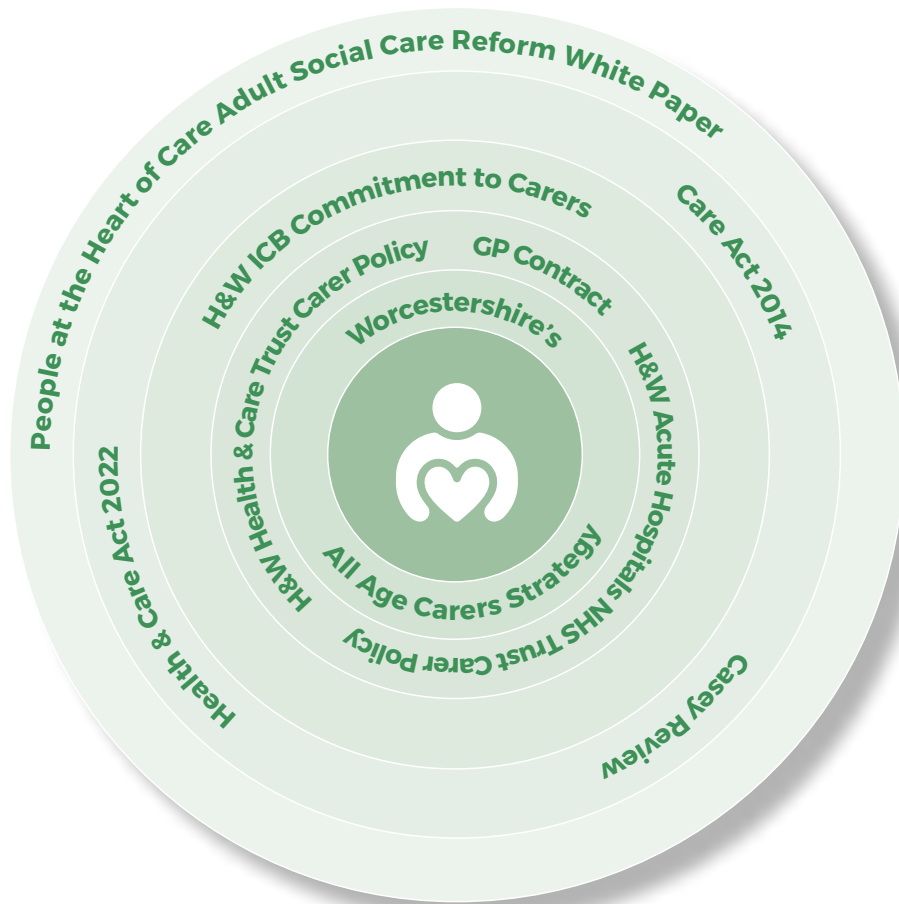 People at the Heart of Care Adult Social Care Reform White Paper
Care Act 2014
Casey Review
Health & Care Act 2022
H&W ICB Commitment to Carers
H&W Health & Care Trust Carer Policy
GP Contract
H&W Acute Hospitals NHS Trust Carer Policy
Worcestershire’s
All Age Carers Strategy